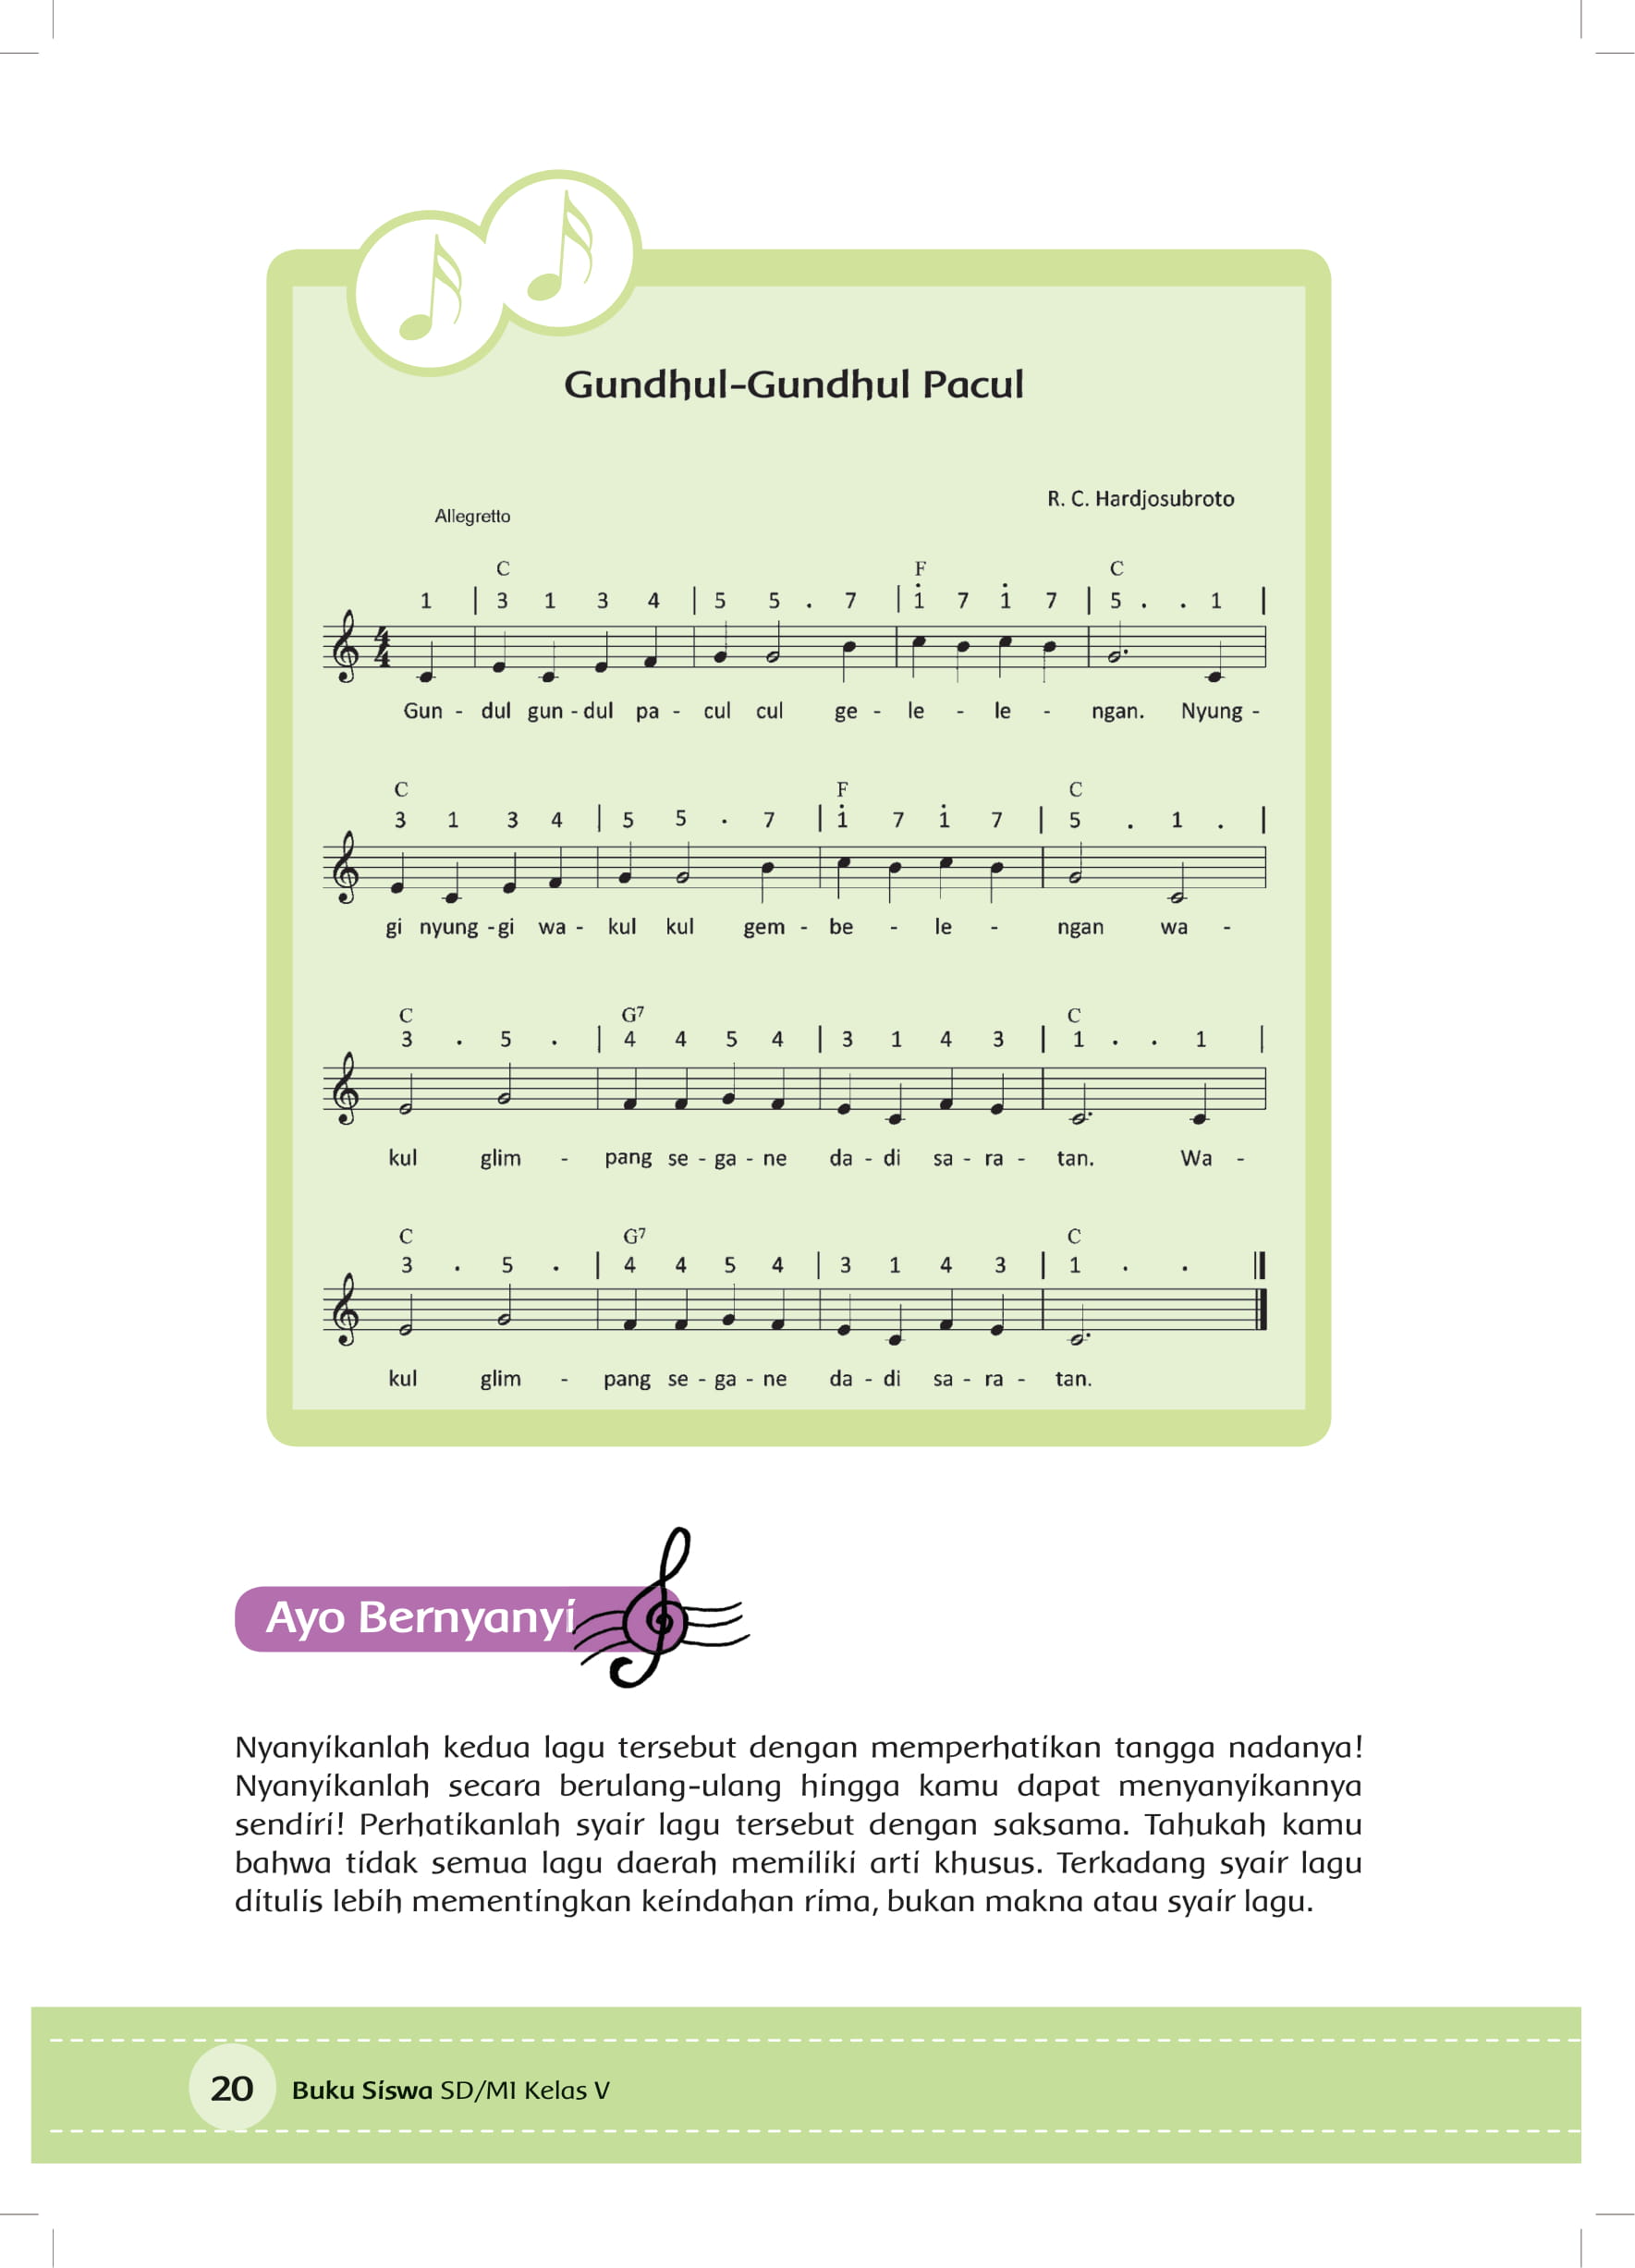 Gundhul-Gundhul Pacul
R. C. Hardjosubroto
Allegretto
C F C
1 | 3 1 3 4 | 5 5 . 7 | 1̇ 7 1̇ 7 | 5 . . 1 |
4
4
Gun - dul gun - dul pa - cul cul ge - le - le - ngan. Nyung -
C F C
3 1 3 4 | 5 5 . 7 | 1̇ 7 1̇ 7 | 5 . 1 . |
gi nyung -gi wa - kul kul gem - be - le - ngan wa -
C G7 C
3 . 5 . | 4 4 5 4 | 3 1 4 3 | 1 . . 1 |
kul glim - pang se - ga - ne da - di sa - ra - tan. Wa -
C G7 C
3 . 5 . | 4 4 5 4 | 3 1 4 3 | 1 . . ||
kul glim - pang se - ga - ne da - di sa - ra - tan.
Ayo Bernyanyi
Nyanyikanlah kedua lagu tersebut dengan memperhatikan tangga nadanya!
Nyanyikanlah secara berulang-ulang hingga kamu dapat menyanyikannya
sendiri! Perhatikanlah syair lagu tersebut dengan saksama. Tahukah kamu
bahwa tidak semua lagu daerah memiliki arti khusus. Terkadang syair lagu
ditulis lebih mementingkan keindahan rima, bukan makna atau syair lagu.
20 Buku Siswa SD/MI Kelas V